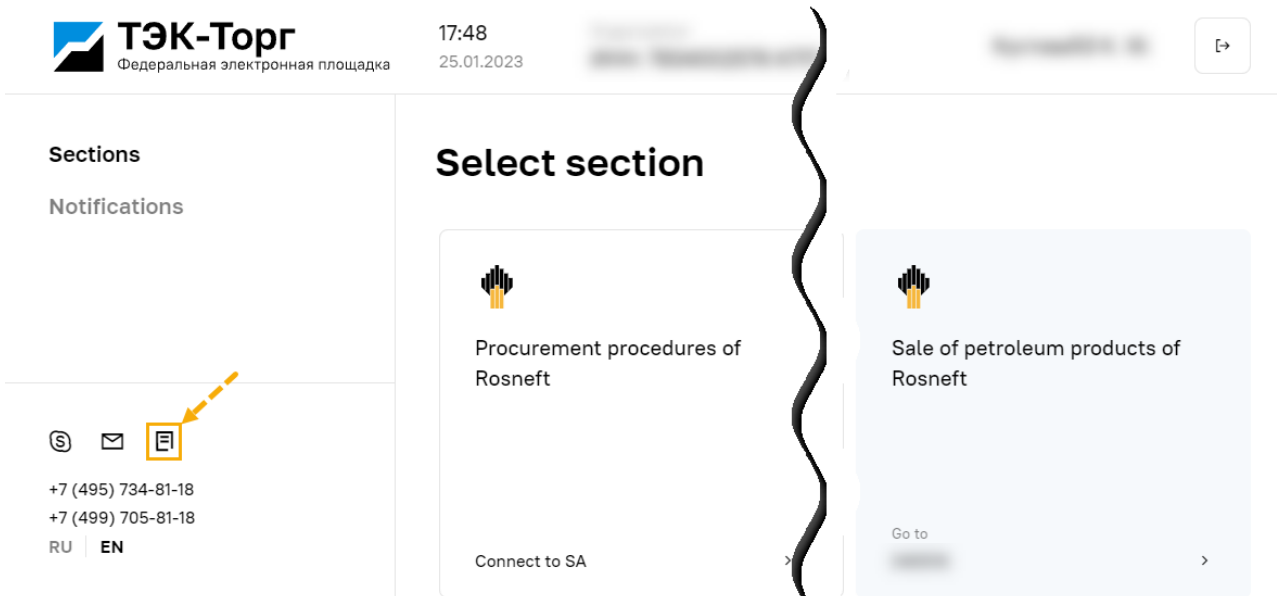 ТЭК-Торг
Федеральная электронная площадка
17:48
25.01.2023
Sections
Notifications
Select section
Procurement procedures of
Rosneft
Connect to SA
Sale of petroleum products of
Rosneft
Go to
+7 (495) 734-81-18
+7 (499) 705-81-18
RU
EN